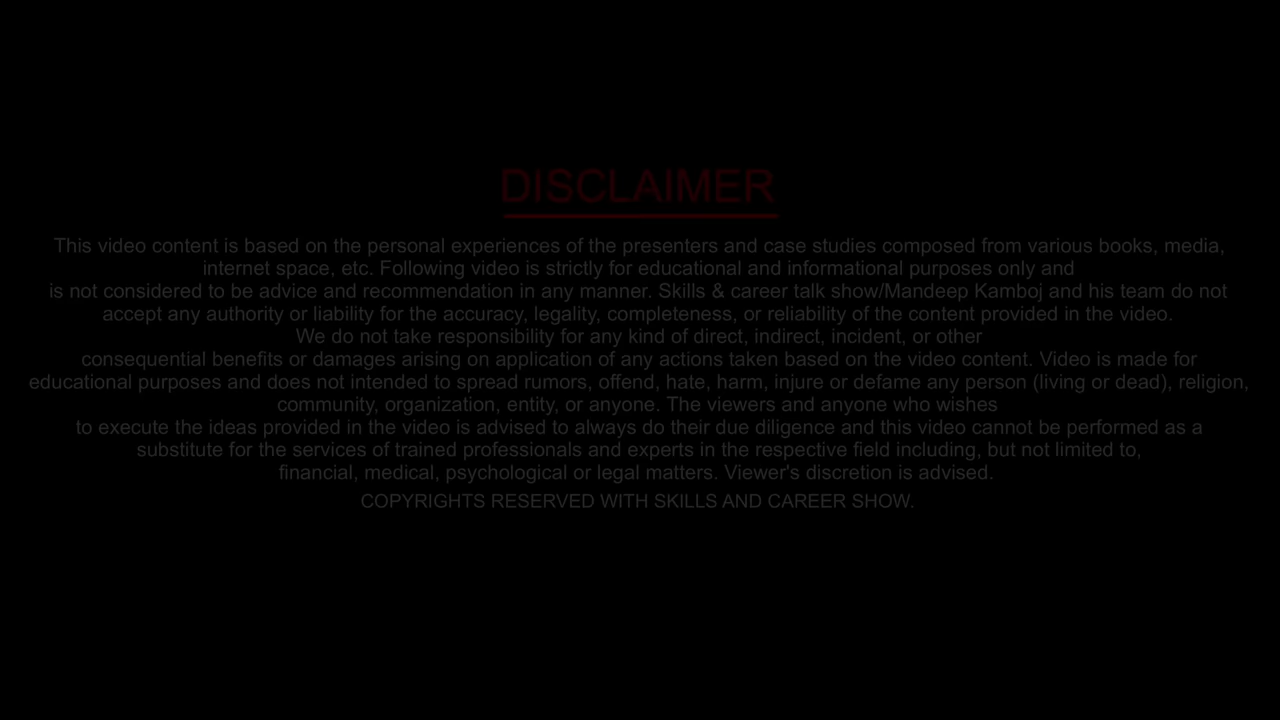 DISCLAIMER
This video content is based on the personal experiences of the presenters and case studies composed from various books, media,
internet space, etc. Following video is strictly for educational and informational purposes only and
is not considered to be advice and recommendation in any manner. Skills & career talk show/Mandeep Kamboj and his team do not
accept any authority or liability for the accuracy, legality, completeness, or reliability of the content provided in the video.
We do not take responsibility for any kind of direct, indirect, incident, or other
consequential benefits or damages arising on application of any actions taken based on the video content. Video is made for
educational purposes and does not intended to spread rumors, offend, hate, harm, injure or defame any person (living or dead), religion,
community, organization, entity, or anyone. The viewers and anyone who wishes
to execute the ideas provided in the video is advised to always do their due diligence and this video cannot be performed as a
substitute for the services of trained professionals and experts in the respective field including, but not limited to,
financial, medical, psychological or legal matters. Viewer's discretion is advised.
COPYRIGHTS RESERVED WITH SKILLS AND CAREER SHOW.